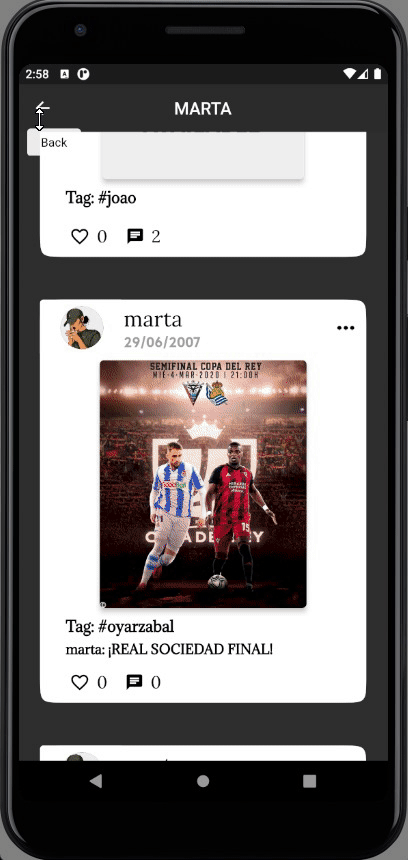 2:58
MARTA
Back
Tag: #joao
0
2
marta
29/06/2007
SEMIFINAL COPA DEL REY
MIÉ·4·MAR·2020 | 21:00H
Tag: #oyarzabal
marta: ¡REAL SOCIEDAD FINAL!
0
0